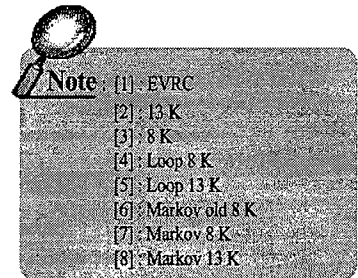 Note : [1] : EVRC
[2] : 13 K
[3] : 8 K
[4] : Loop 8 K
[5] : Loop 13 K
[6] : Markov old 8 K
[7] : Markov 8 K
[8] : Markov 13 K